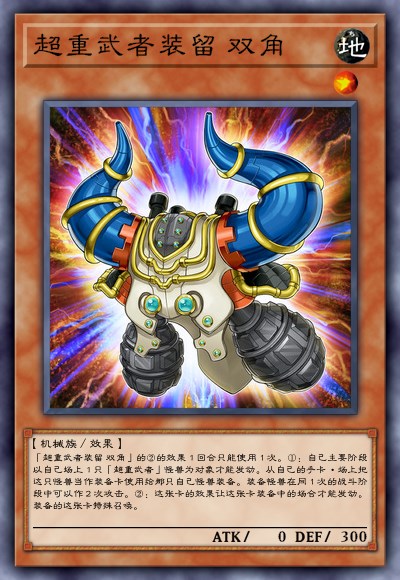 超重武者装留 双角
地
【机械族／效果】
「超重武者装留 双角」的②的效果1回合只能使用1次。①：自己主要阶段
以自己场上1只「超重武者」怪兽为对象才能发动。从自己的手卡·场上把
这只怪兽当作装备卡使用给那只自己怪兽装备。装备怪兽在同1次的战斗阶
段中可以作2次攻击。②：这张卡的效果让这张卡装备中的场合才能发动。
装备的这张卡特殊召唤。
ATK/ 0 DEF/ 300